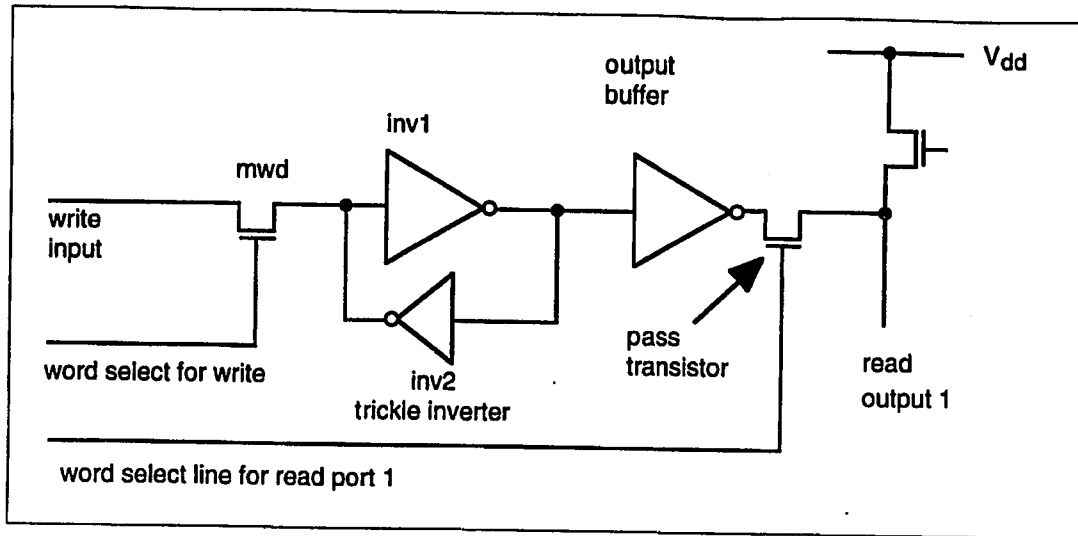 output
buffer
Vdd
inv1
mwd
write
input
word select for write
inv2
trickle inverter
pass
transistor
read
output 1
word select line for read port 1